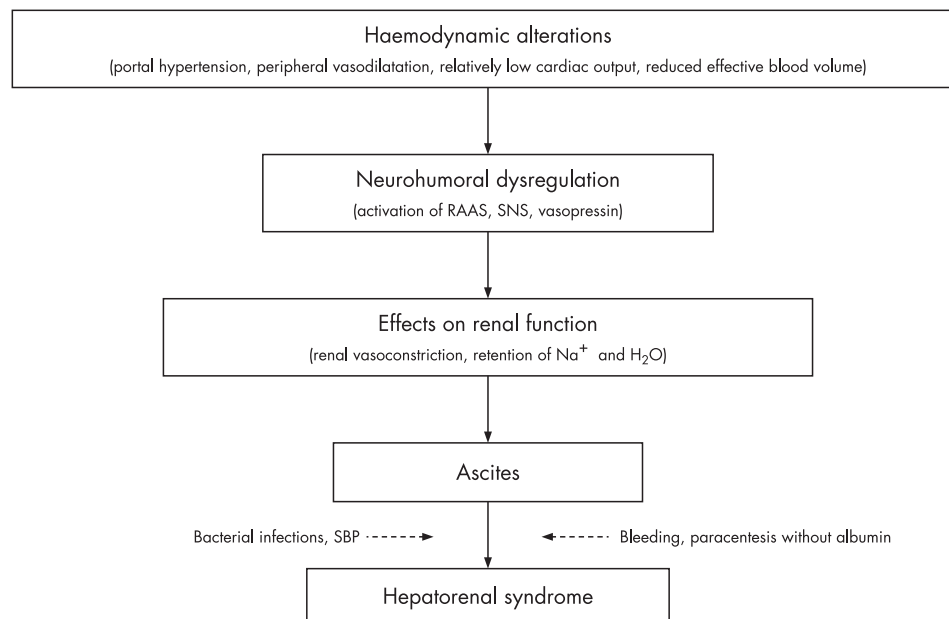 Haemodynamic alterations
(portal hypertension, peripheral vasodilatation, relatively low cardiac output, reduced effective blood volume)
Neurohumoral dysregulation
(activation of RAAS, SNS, vasopressin)
Effects on renal function
(renal vasoconstriction, retention of Na⁺ and H₂O)
Ascites
Bacterial infections, SBP
Bleeding, paracentesis without albumin
Hepatorenal syndrome